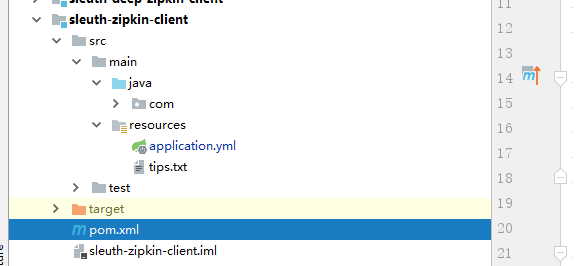 sleuth-deep-zipkin-client
sleuth-zipkin-client
src
main
java
com
resources
application.yml
tips.txt
test
target
pom.xml
sleuth-zipkin-client.iml
11
12
13
14
15
16
17
18
19
20
21